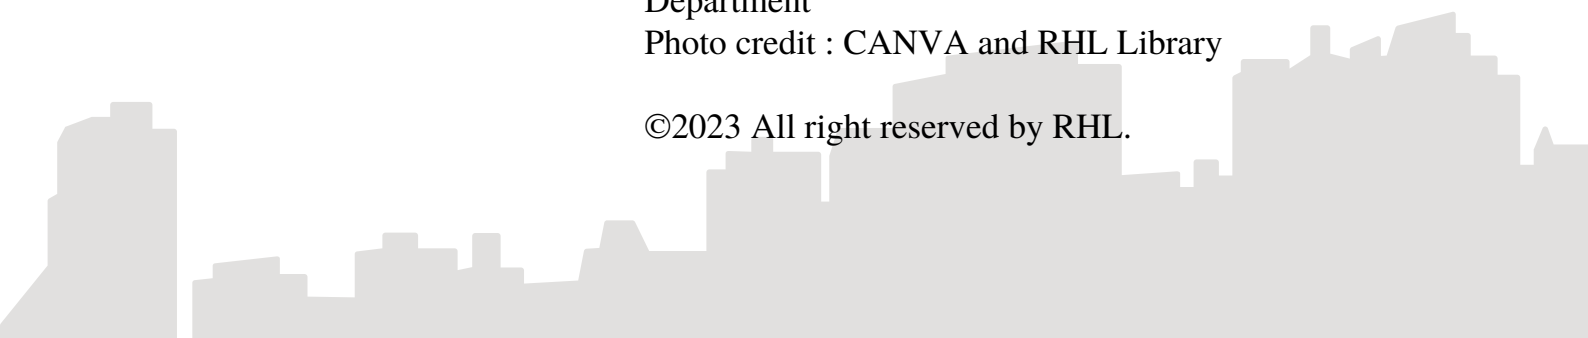 Department
Photo credit : CANVA and RHL Library
©2023 All right reserved by RHL.